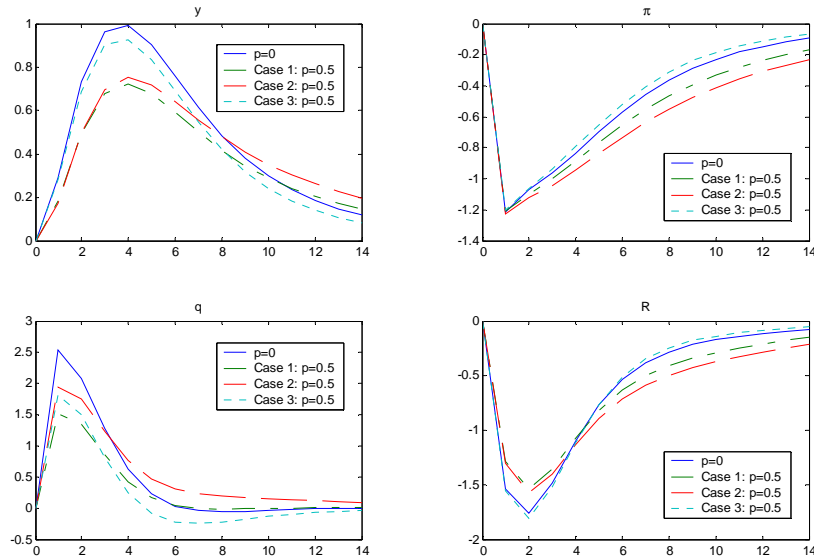 y
1
0.8
0.6
0.4
0.2
0
0 2 4 6 8 10 12 14
p=0
Case 1: p=0.5
Case 2: p=0.5
Case 3: p=0.5
π
0
-0.2
-0.4
-0.6
-0.8
-1
-1.2
-1.4
0 2 4 6 8 10 12 14
p=0
Case 1: p=0.5
Case 2: p=0.5
Case 3: p=0.5
q
3
2.5
2
1.5
1
0.5
0
-0.5
0 2 4 6 8 10 12 14
p=0
Case 1: p=0.5
Case 2: p=0.5
Case 3: p=0.5
R
0
-0.5
-1
-1.5
-2
0 2 4 6 8 10 12 14
p=0
Case 1: p=0.5
Case 2: p=0.5
Case 3: p=0.5